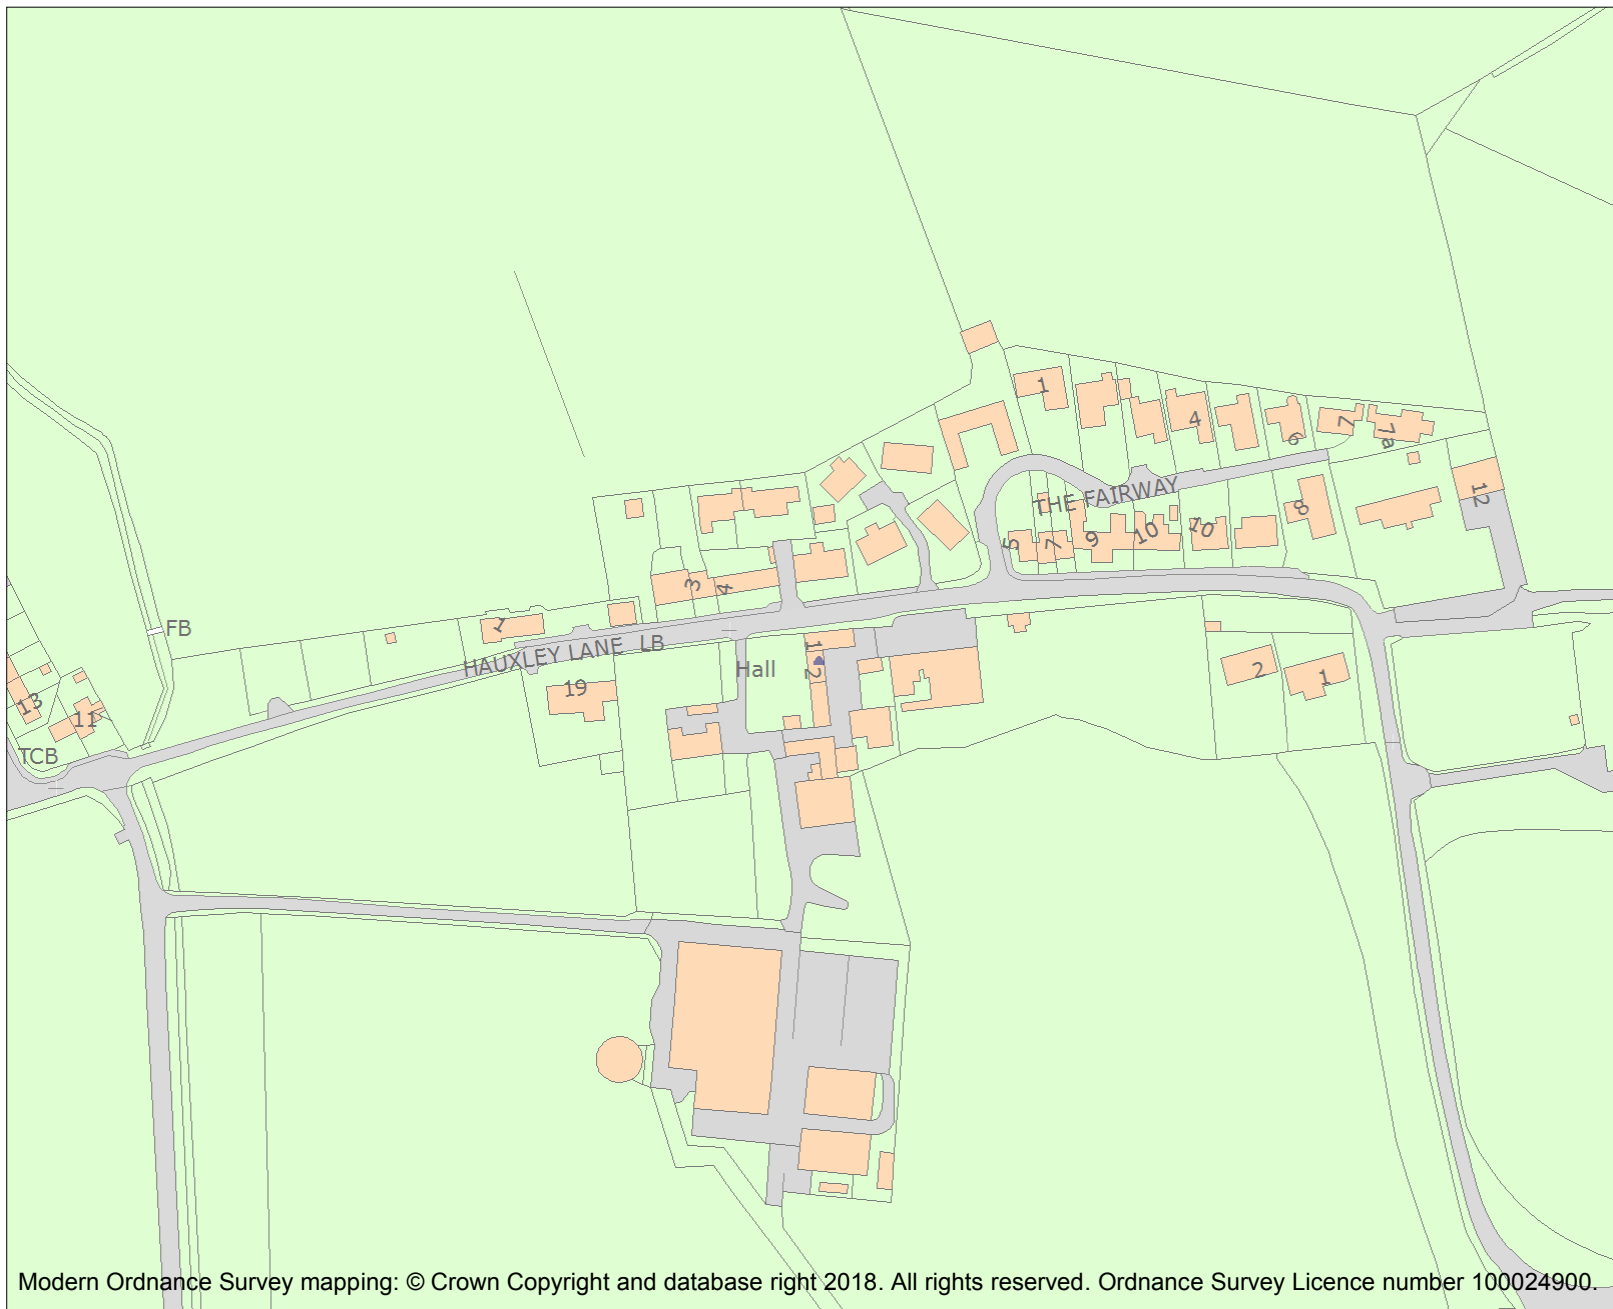 1
4
7
7a
6
THE FAIRWAY
12
8
5
7
9
10
10
3
4
1
FB
HAUXLEY LANE
LB
1
2
Hall
19
2
1
13
11
TCB
Modern Ordnance Survey mapping: © Crown Copyright and database right 2018. All rights reserved. Ordnance Survey Licence number 100024900.